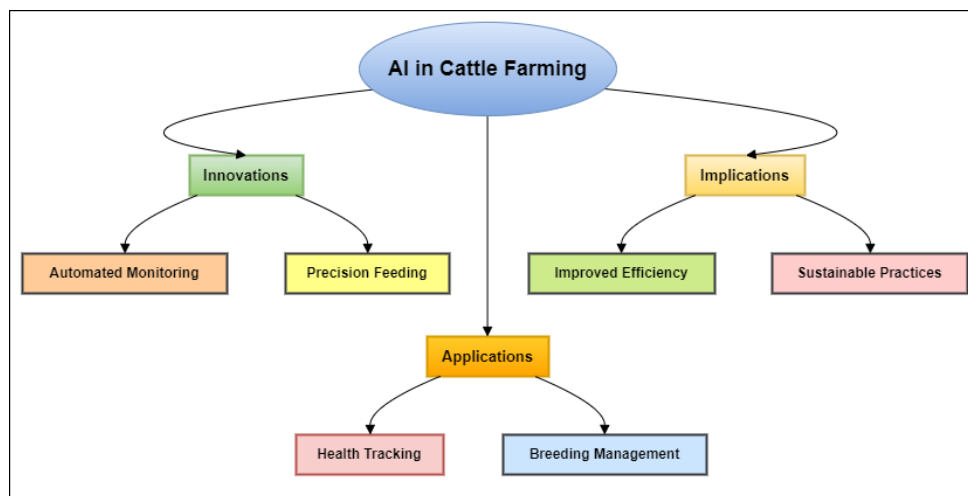 AI in Cattle Farming
Innovations
Implications
Automated Monitoring
Precision Feeding
Improved Efficiency
Sustainable Practices
Applications
Health Tracking
Breeding Management